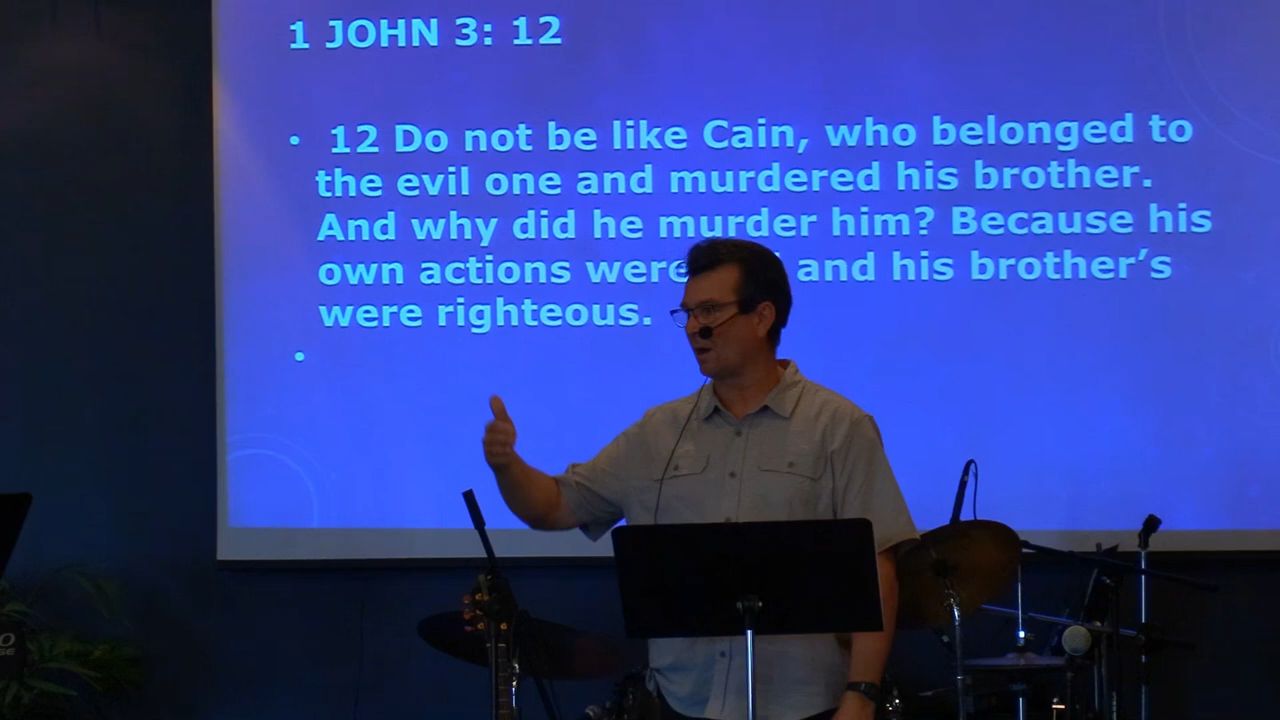 1 JOHN 3: 12
• 12 Do not be like Cain, who belonged to
the evil one and murdered his brother.
And why did he murder him? Because his
own actions were and his brother's
were righteous.
•